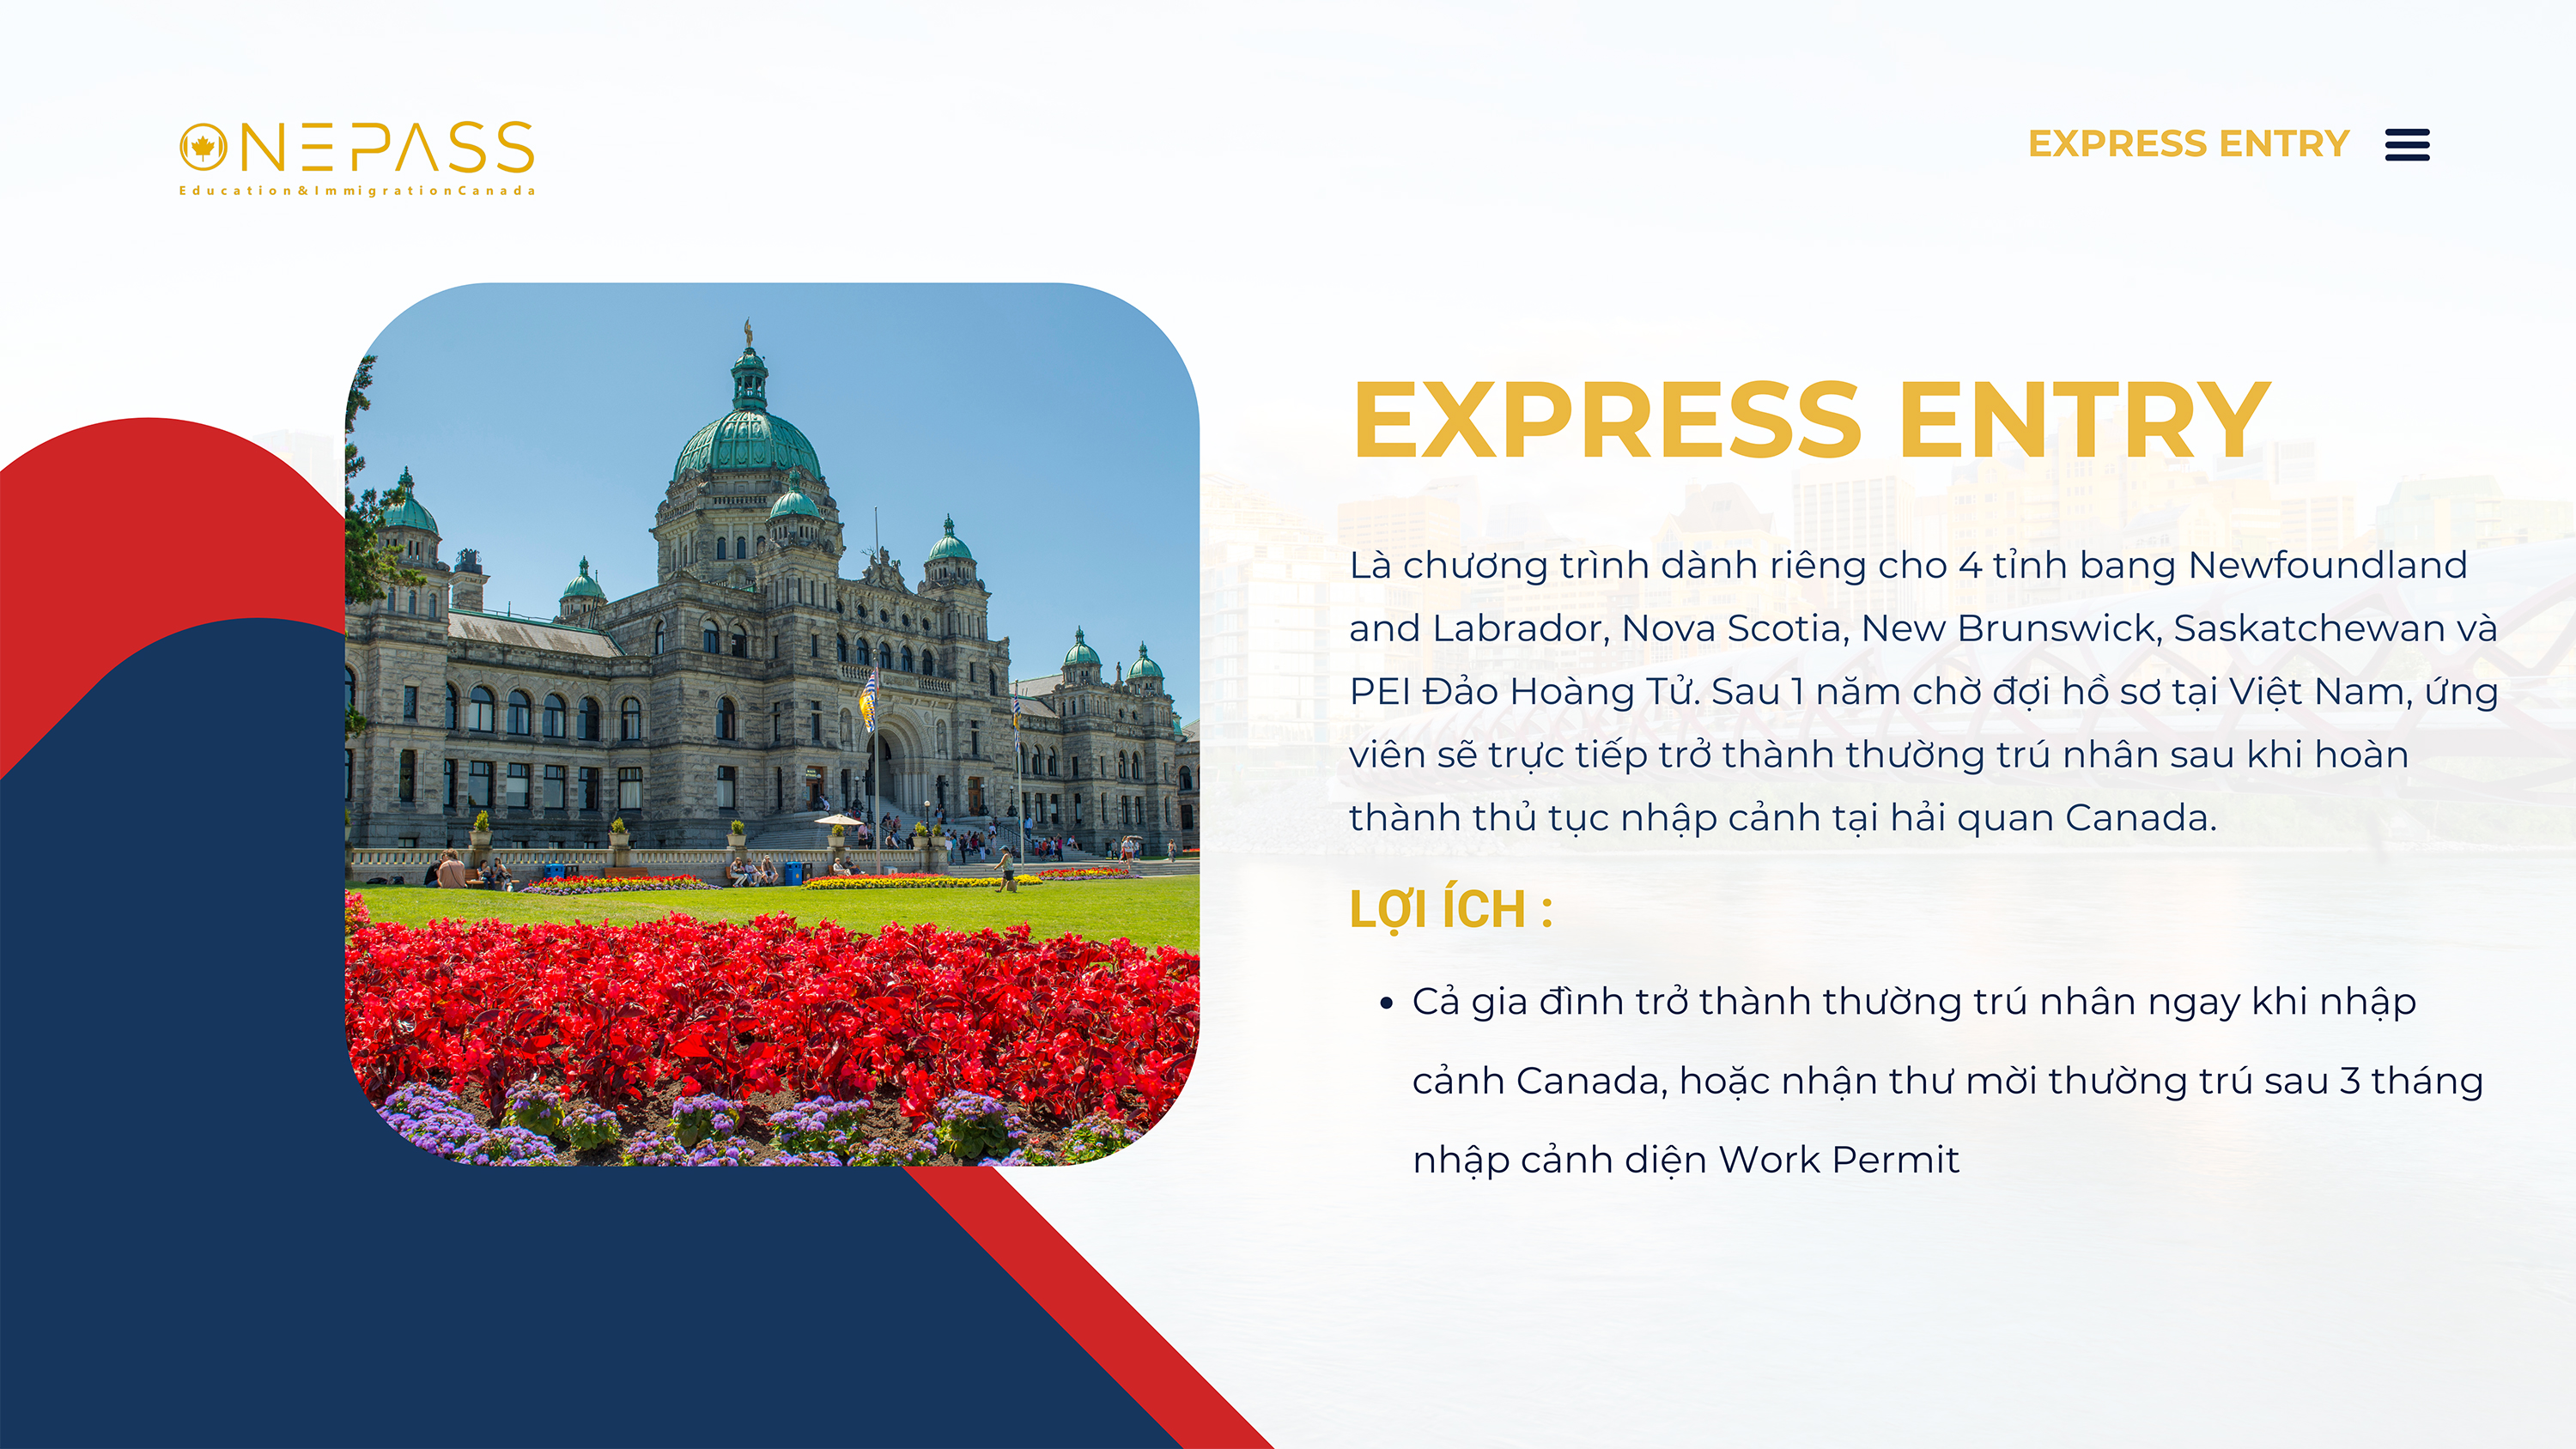 ONEPASS
Education&ImmigrationCanada
EXPRESS ENTRY
EXPRESS ENTRY
Là chương trình dành riêng cho 4 tỉnh bang Newfoundland
and Labrador, Nova Scotia, New Brunswick, Saskatchewan và
PEI Đảo Hoàng Tử. Sau 1 năm chờ đợi hồ sơ tại Việt Nam, ứng
viên sẽ trực tiếp trở thành thường trú nhân sau khi hoàn
thành thủ tục nhập cảnh tại hải quan Canada.
LỢI ÍCH :
• Cả gia đình trở thành thường trú nhân ngay khi nhập
cảnh Canada, hoặc nhận thư mời thường trú sau 3 tháng
nhập cảnh diện Work Permit